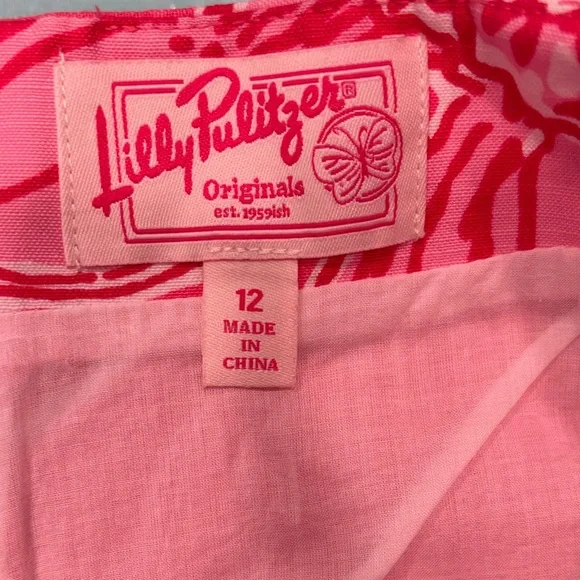 Lilly Pulitzer®
Originals
est. 1959ish
12
MADE
IN
CHINA